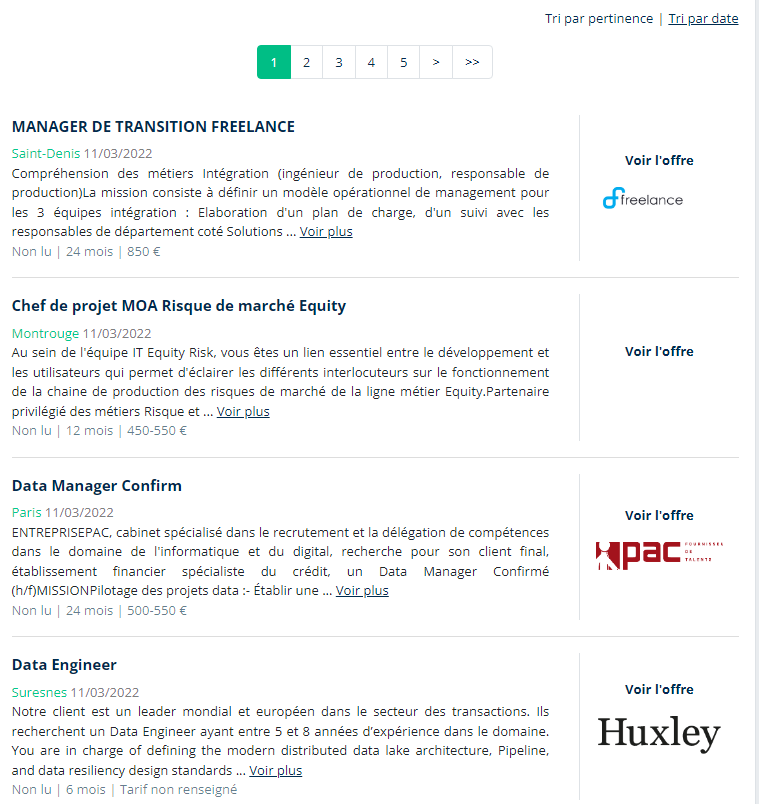 Tri par pertinence | Tri par date
1 2 3 4 5 > >>
MANAGER DE TRANSITION FREELANCE
Saint-Denis 11/03/2022
Compréhension des métiers Intégration (ingénieur de production, responsable de
production)La mission consiste à définir un modèle opérationnel de management pour
les 3 équipes intégration : Elaboration d'un plan de charge, d'un suivi avec les
responsables de département coté Solutions ... Voir plus
Non lu | 24 mois | 850 €
Voir l'offre
freelance
Chef de projet MOA Risque de marché Equity
Montrouge 11/03/2022
Au sein de l'équipe IT Equity Risk, vous êtes un lien essentiel entre le développement et
les utilisateurs qui permet d'éclairer les différents interlocuteurs sur le fonctionnement
de la chaine de production des risques de marché de la ligne métier Equity.Partenaire
privilégié des métiers Risque et ... Voir plus
Non lu | 12 mois | 450-550 €
Voir l'offre
Data Manager Confirm
Paris 11/03/2022
ENTREPRISEPAC, cabinet spécialisé dans le recrutement et la délégation de compétences
dans le domaine de l'informatique et du digital, recherche pour son client final,
établissement financier spécialiste du crédit, un Data Manager Confirmé
(h/f)MISSIONPilotage des projets data :- Établir une ... Voir plus
Non lu | 24 mois | 500-550 €
Voir l'offre
pac
FOURNISSEUR
DE
TALENTS
Data Engineer
Suresnes 11/03/2022
Notre client est un leader mondial et européen dans le secteur des transactions. Ils
recherchent un Data Engineer ayant entre 5 et 8 années d’expérience dans le domaine.
You are in charge of defining the modern distributed data lake architecture, Pipeline,
and data resiliency design standards ... Voir plus
Non lu | 6 mois | Tarif non renseigné
Voir l'offre
Huxley